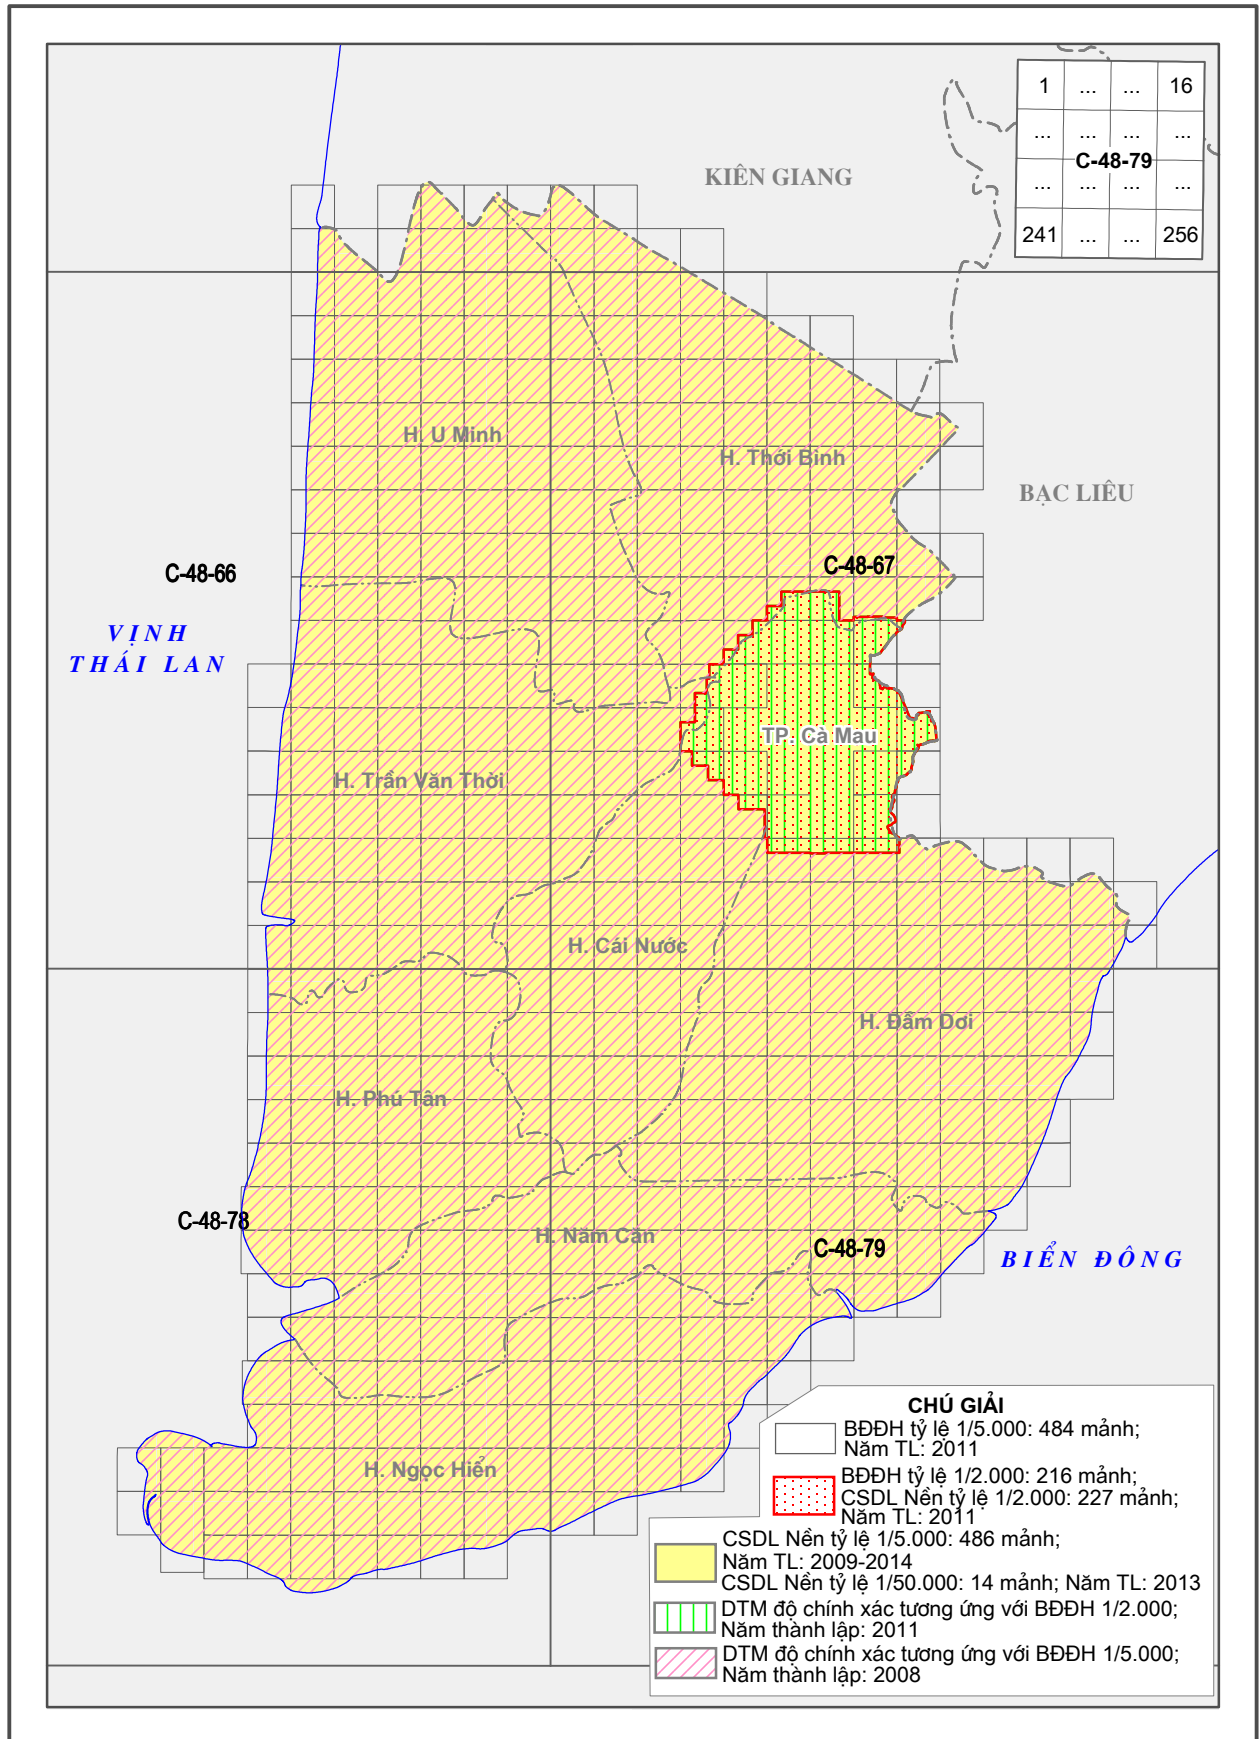 1 ... ... 16
... ... ... ...
C-48-79
... ... ... ...
241 ... ... 256
KIÊN GIANG
H. U Minh
H. Thới Bình
BẠC LIÊU
C-48-66
C-48-67
VỊNH
THÁI LAN
TP. Cà Mau
H. Trần Văn Thời
H. Cái Nước
H. Đầm Dơi
H. Phú Tân
C-48-78
H. Năm Căn
C-48-79
BIỂN ĐÔNG
H. Ngọc Hiển
CHÚ GIẢI
BĐĐH tỷ lệ 1/5.000: 484 mảnh;
Năm TL: 2011
BĐĐH tỷ lệ 1/2.000: 216 mảnh;
CSDL Nền tỷ lệ 1/2.000: 227 mảnh;
Năm TL: 2011
CSDL Nền tỷ lệ 1/5.000: 486 mảnh;
Năm TL: 2009-2014
CSDL Nền tỷ lệ 1/50.000: 14 mảnh; Năm TL: 2013
DTM độ chính xác tương ứng với BĐĐH 1/2.000;
Năm thành lập: 2011
DTM độ chính xác tương ứng với BĐĐH 1/5.000;
Năm thành lập: 2008